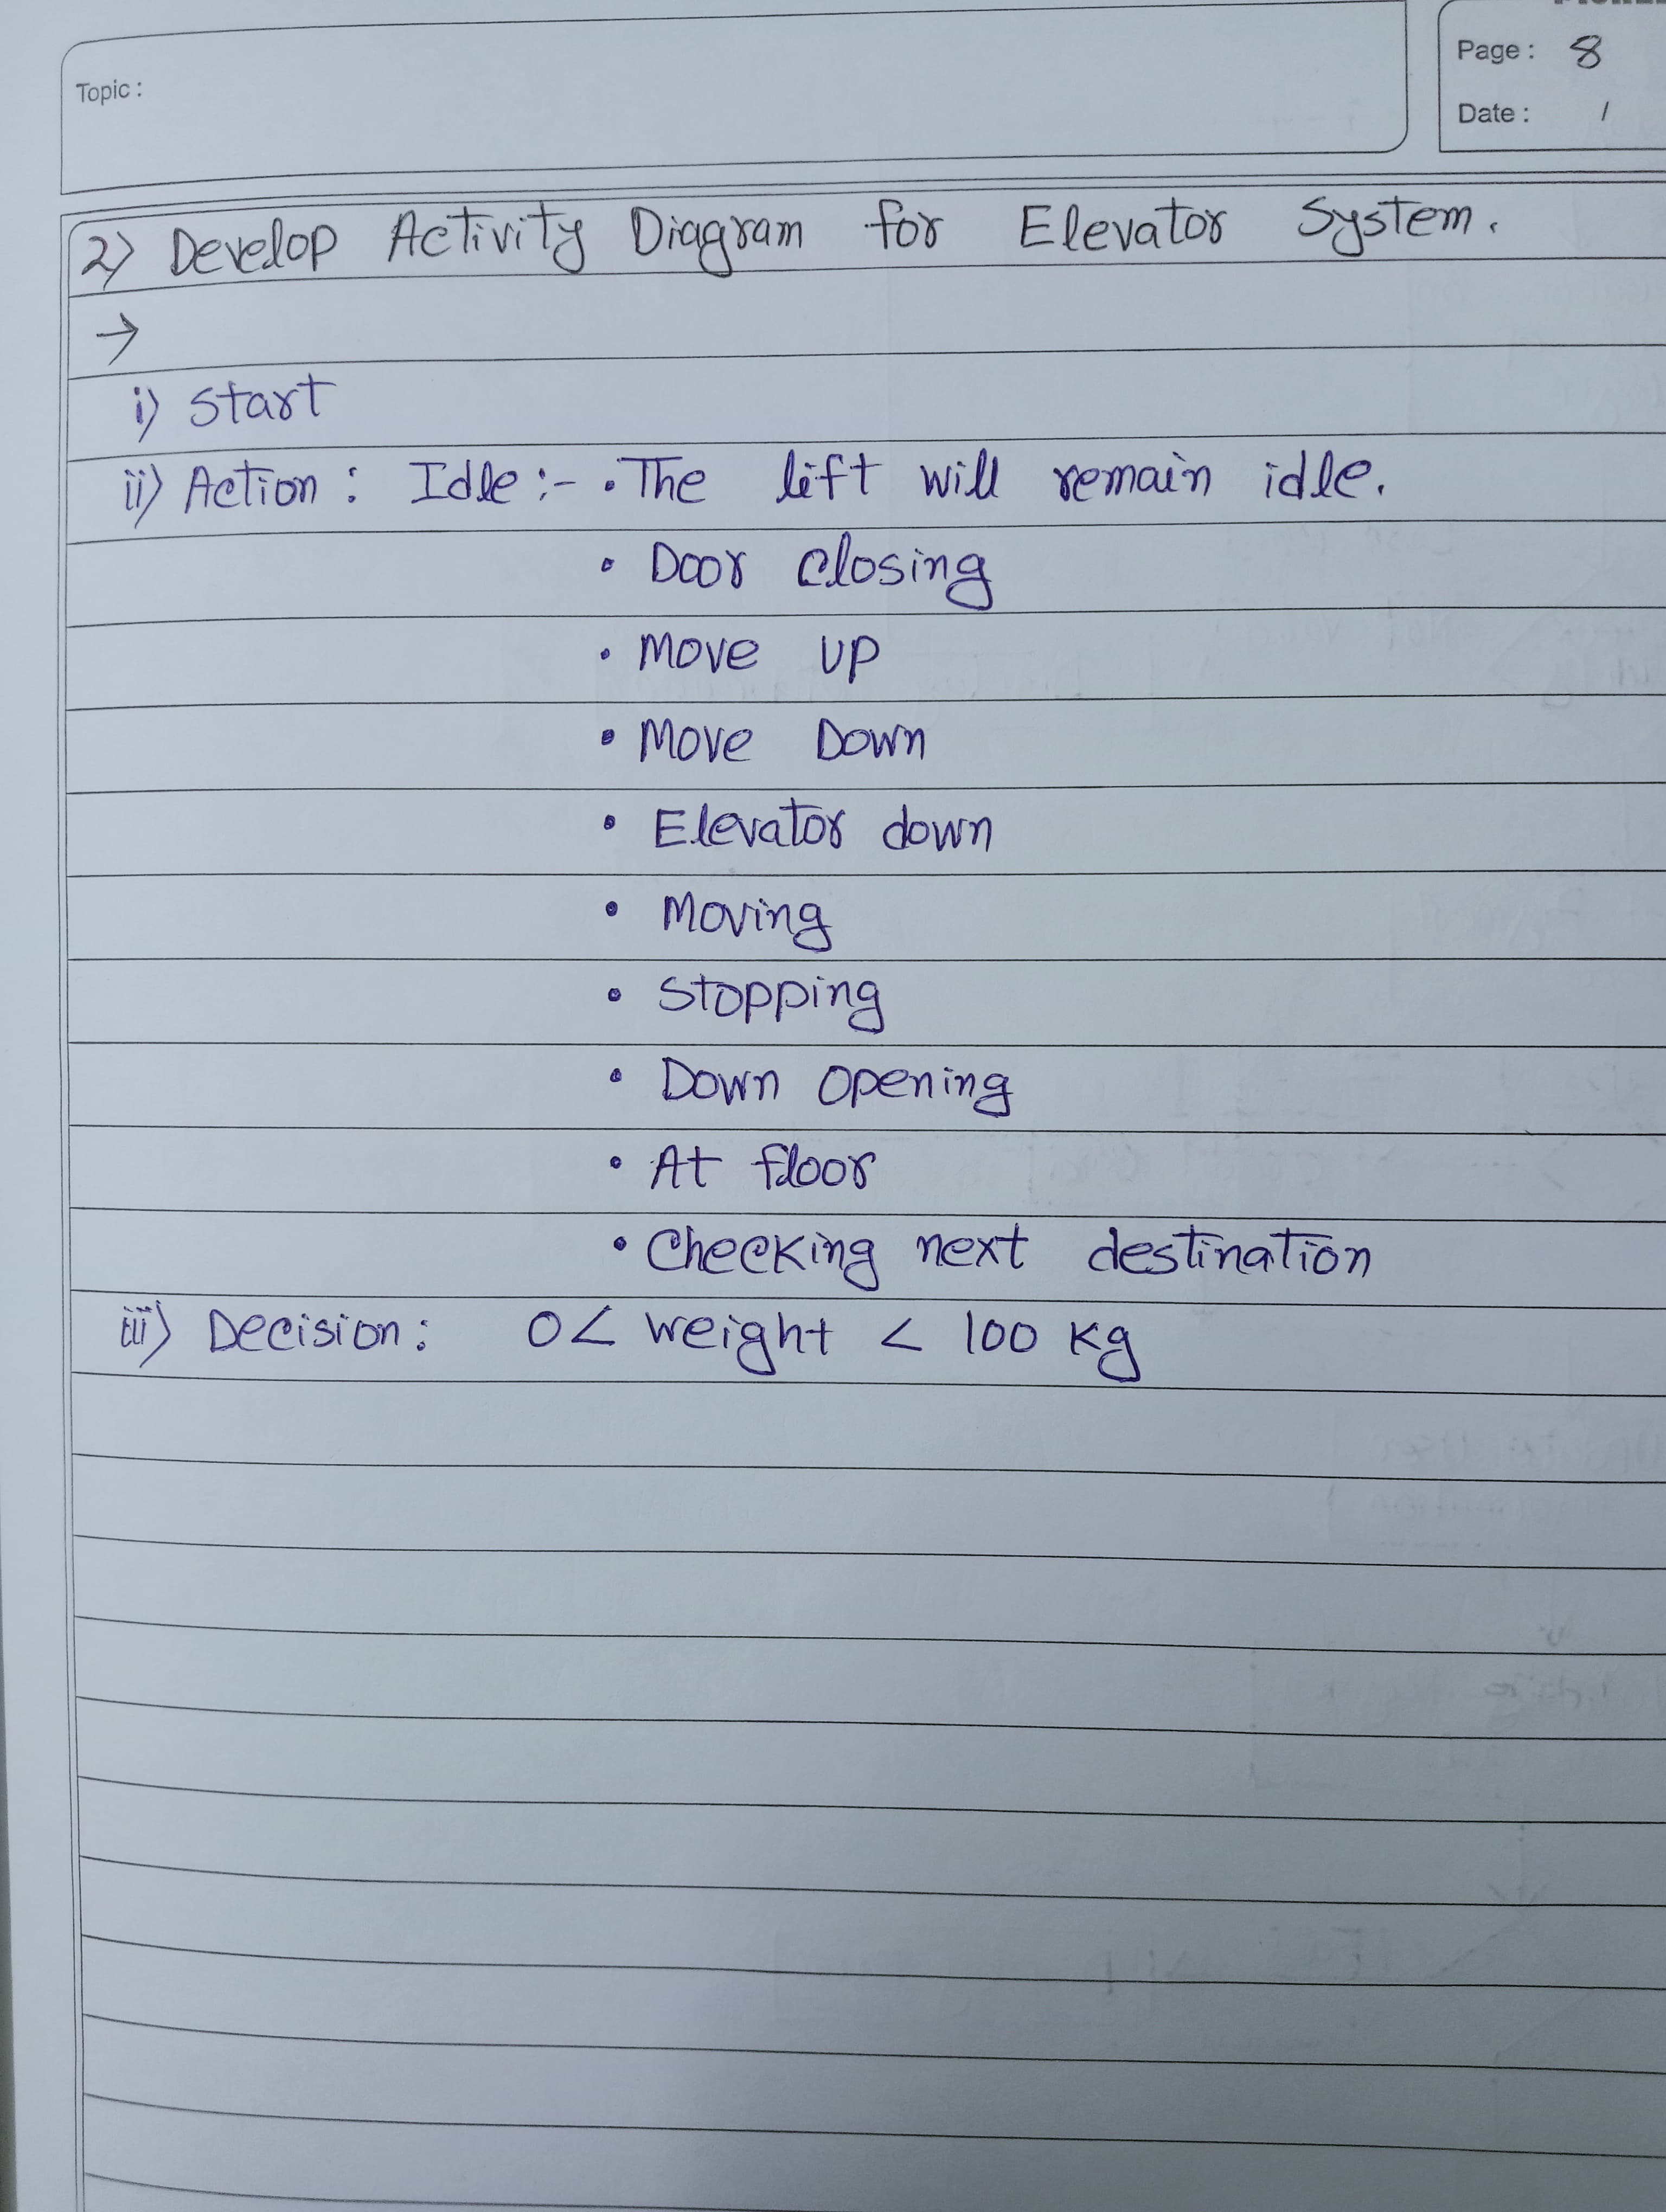 Topic :
Page : 8
Date : /
2) Develop Activity Diagram for Elevator System.
→
i) Start
ii) Action : Idle :- • The lift will remain idle.
• Door closing
• Move up
• Move Down
• Elevator down
• Moving
• Stopping
• Down opening
• At floor
• Checking next destination
iii) Decision : 0 < weight < 100 kg